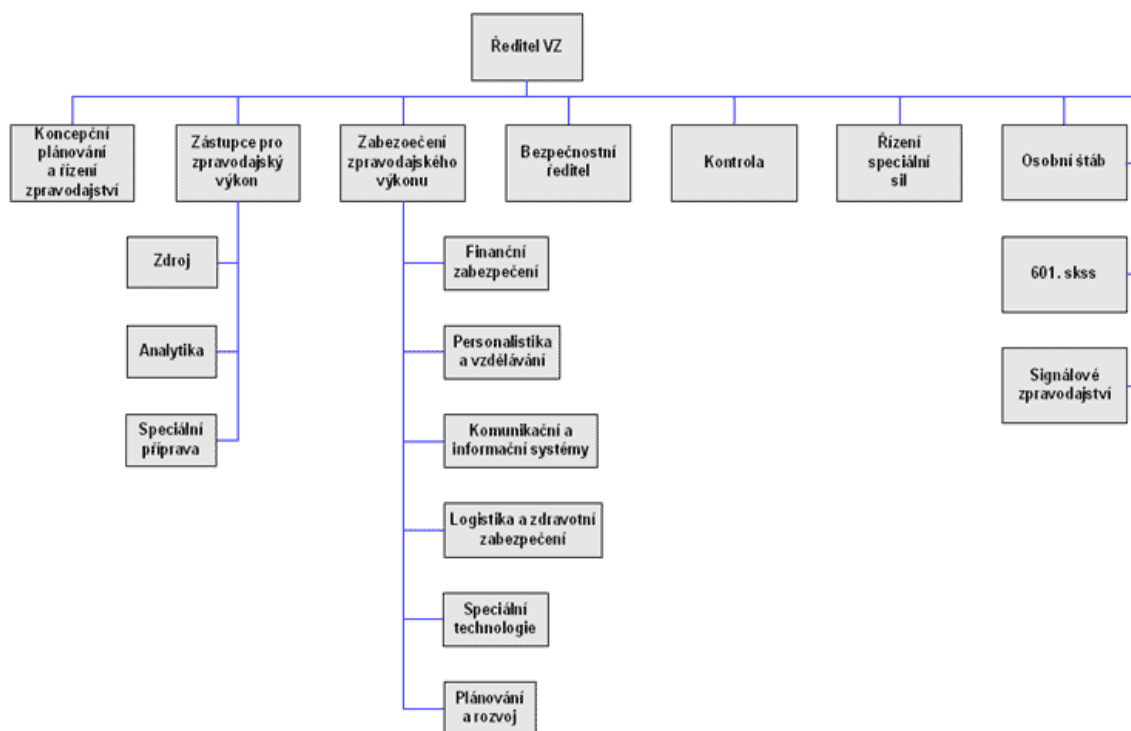 Ředitel VZ
Koncepční
plánování
a řízení
zpravodajství
Zástupce pro
zpravodajský
výkon
Zabezoečení
zpravodajského
výkonu
Bezpečnostní
ředitel
Kontrola
Řízení
speciální
sil
Osobní štáb
Zdroj
Finanční
zabezpečení
601. skss
Analytika
Personalistika
a vzdělávání
Signálové
zpravodajství
Speciální
příprava
Komunikační a
informační systémy
Logistika a zdravotní
zabezpečení
Speciální
technologie
Plánování
a rozvoj